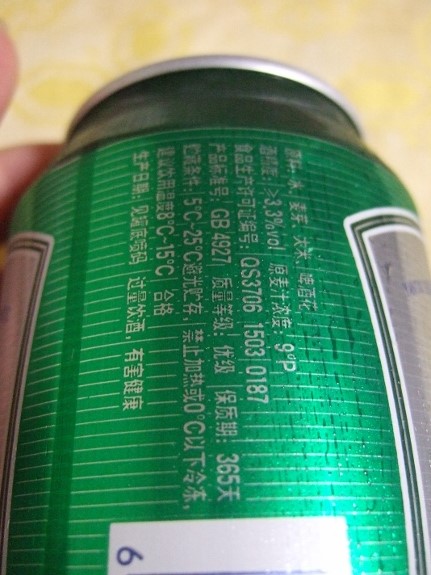 原料: 水、麦芽、大米、啤酒花
酒精度: ≥3.3%vol 原麦汁浓度: 9°P
食品生产许可证编号: QS3706 1503 0187
产品标准号: GB 4927 质量等级: 优级 保质期: 365天
贮藏条件: 5℃~25℃避光贮存, 禁止加热或0℃以下冷冻,
建议饮用温度8℃~15℃ 合格
生产日期: 见罐底喷码 过量饮酒, 有害健康
6